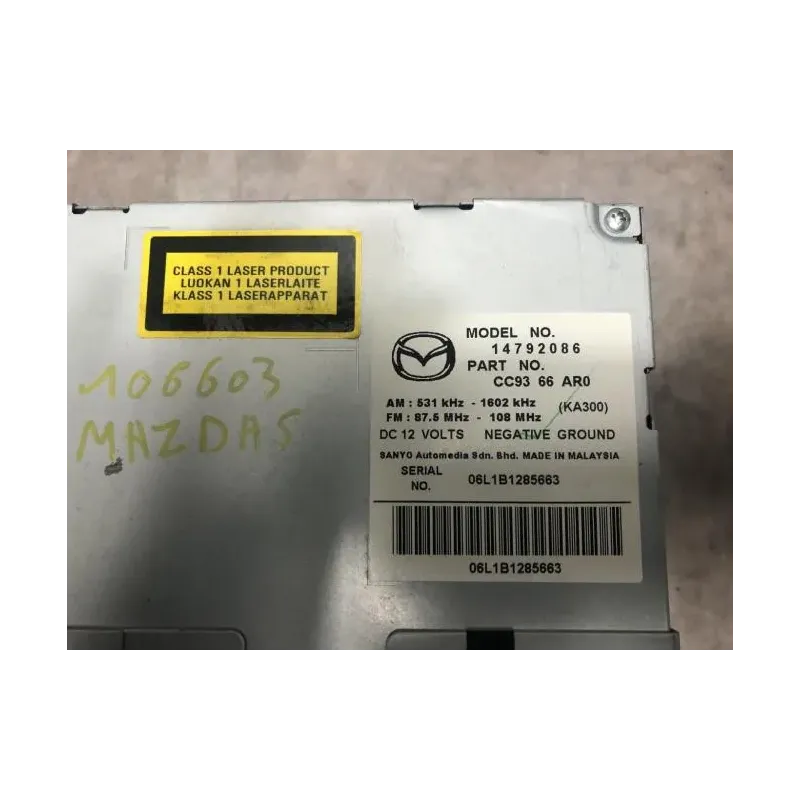 CLASS 1 LASER PRODUCT
LUOKAN 1 LASERLAITE
KLASS 1 LASERAPPARAT
106603
MAZDA5
MODEL NO.
14792086
PART NO.
CC93 66 AR0
AM : 531 kHz - 1602 kHz
(KA300)
FM : 87.5 MHz - 108 MHz
DC 12 VOLTS NEGATIVE GROUND
SANYO Automedia Sdn. Bhd. MADE IN MALAYSIA
SERIAL NO. 06L1B1285663
06L1B1285663